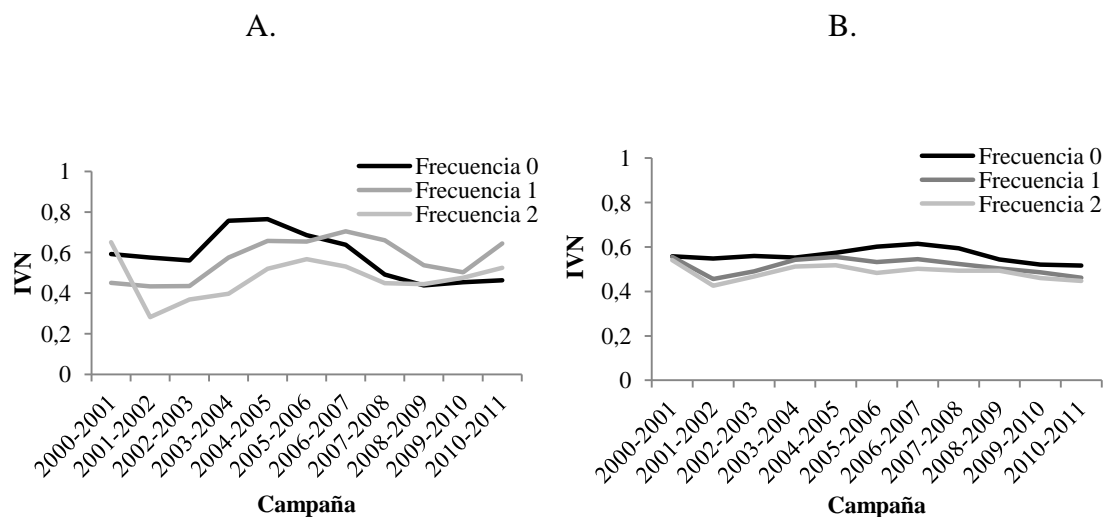 A.
B.
1
0,8
0,6
0,4
0,2
0
IVN
Frecuencia 0
Frecuencia 1
Frecuencia 2
2000-2001
2001-2002
2002-2003
2003-2004
2004-2005
2005-2006
2006-2007
2007-2008
2008-2009
2009-2010
2010-2011
Campaña
1
0,8
0,6
0,4
0,2
0
IVN
Frecuencia 0
Frecuencia 1
Frecuencia 2
2000-2001
2001-2002
2002-2003
2003-2004
2004-2005
2005-2006
2006-2007
2007-2008
2008-2009
2009-2010
2010-2011
Campaña